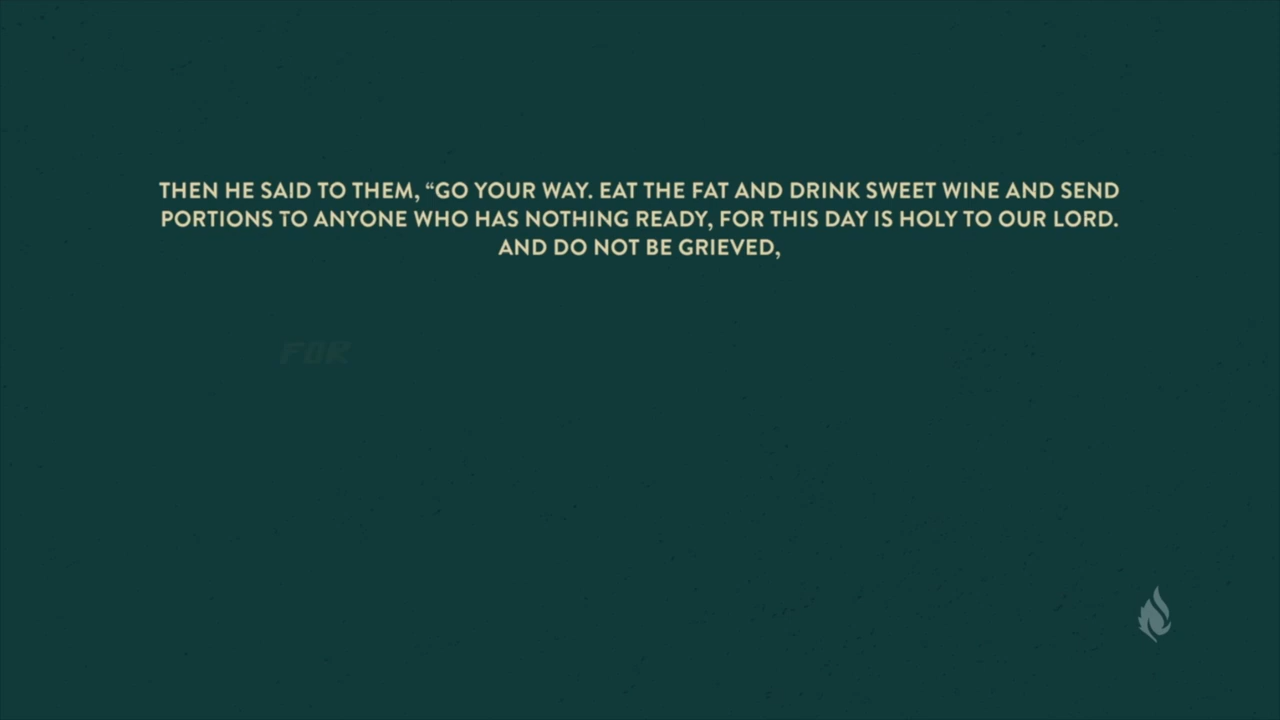 THEN HE SAID TO THEM, “GO YOUR WAY. EAT THE FAT AND DRINK SWEET WINE AND SEND
PORTIONS TO ANYONE WHO HAS NOTHING READY, FOR THIS DAY IS HOLY TO OUR LORD.
AND DO NOT BE GRIEVED,
FOR